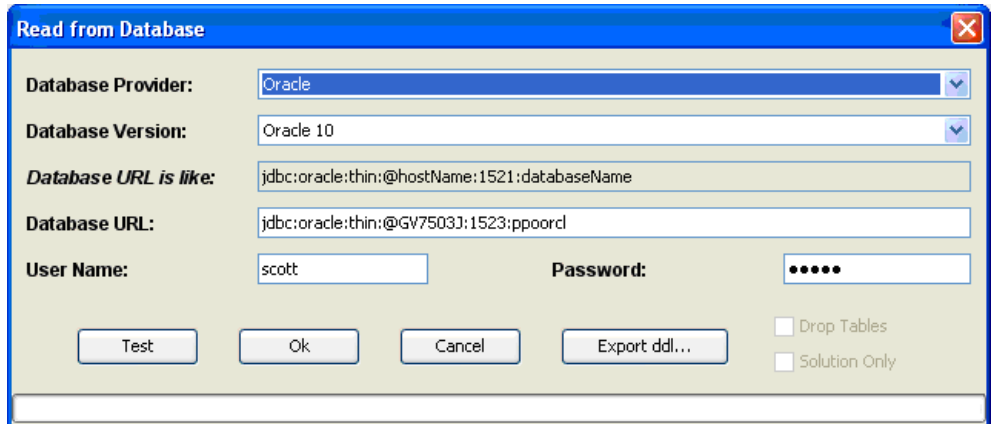 Read from Database
Database Provider: Oracle
Database Version: Oracle 10
Database URL is like: jdbc:oracle:thin:@hostName:1521:databaseName
Database URL: jdbc:oracle:thin:@GV7503J:1523:ppoorcl
User Name: scott Password: •••••
Test Ok Cancel Export ddl... Drop Tables
Solution Only